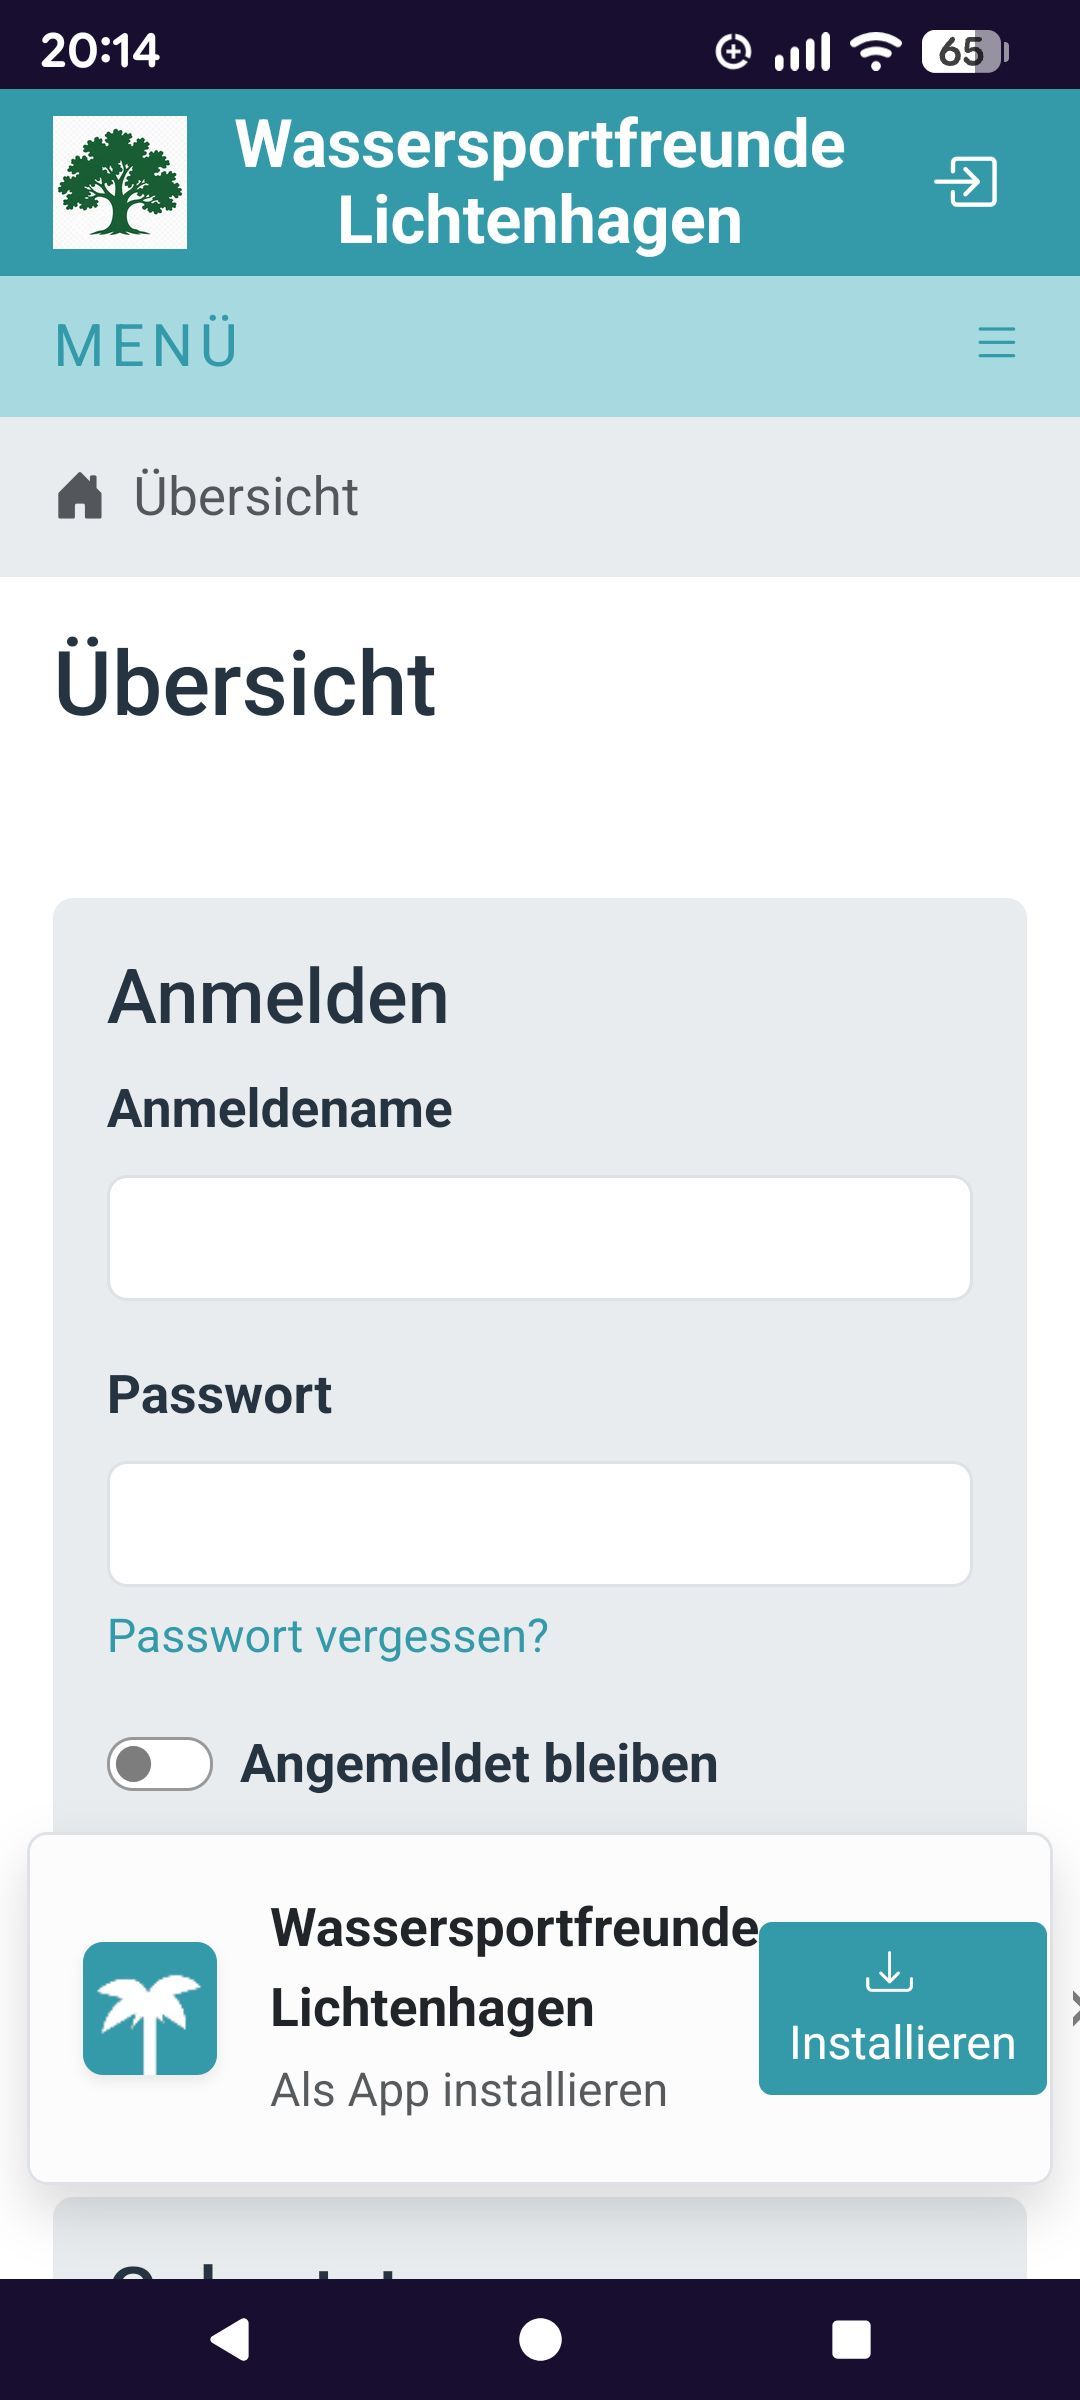 20:14
65
Wassersportfreunde
Lichtenhagen
MENÜ
Übersicht
Übersicht
Anmelden
Anmeldename
Passwort
Passwort vergessen?
Angemeldet bleiben
Wassersportfreunde
Lichtenhagen
Als App installieren
Installieren